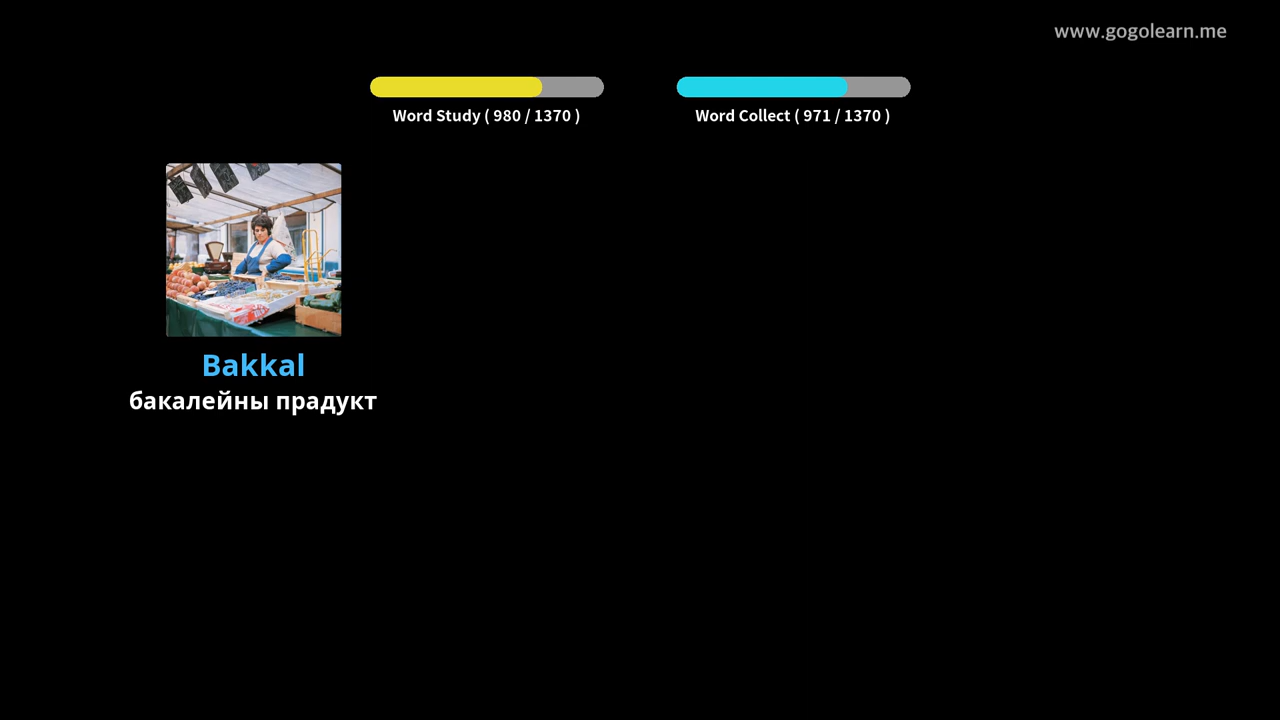 www.gogolearn.me
Word Study ( 980 / 1370 )
Word Collect ( 971 / 1370 )
Bakkal
бакалейны прадукт